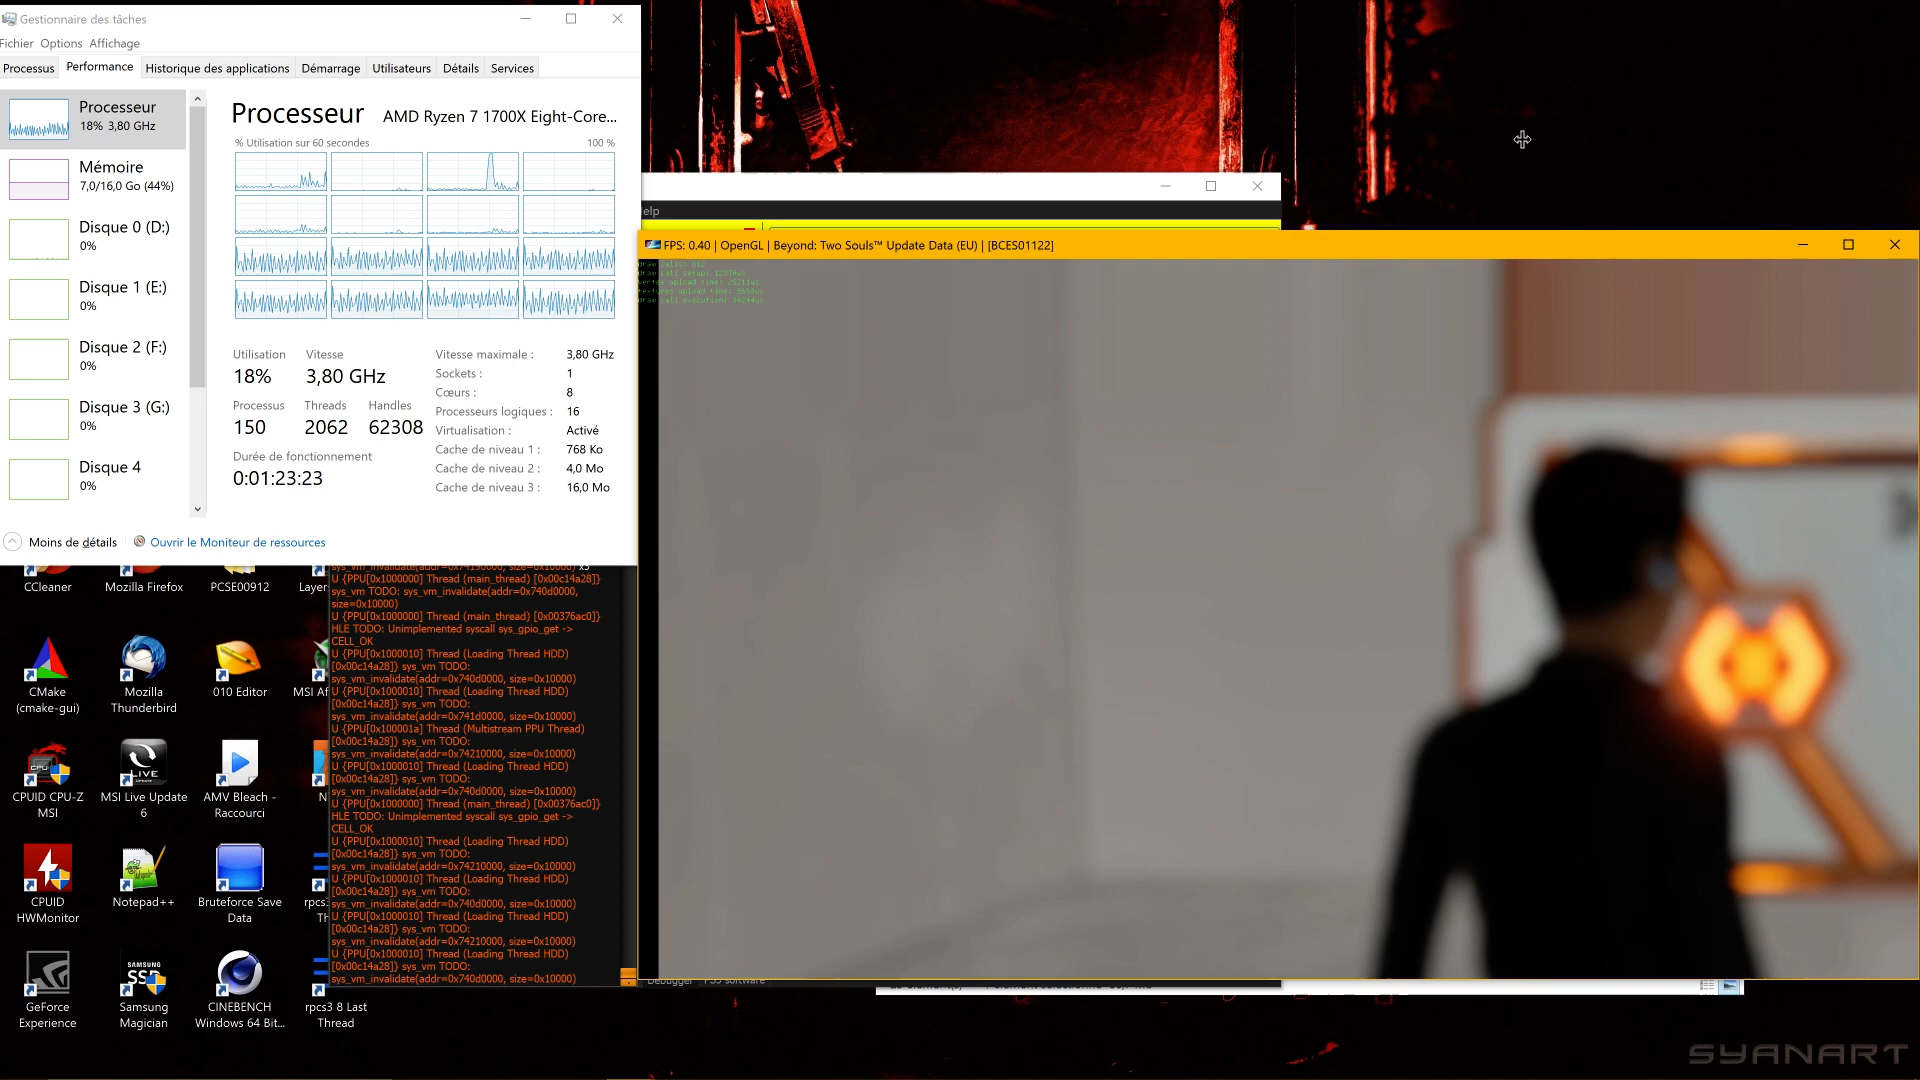 Gestionnaire des tâches
Fichier Options Affichage
Processus Performance Historique des applications Démarrage Utilisateurs Détails Services
Processeur
18% 3,80 GHz
Mémoire
7,0/16,0 Go (44%)
Disque 0 (D:)
0%
Disque 1 (E:)
0%
Disque 2 (F:)
0%
Disque 3 (G:)
0%
Disque 4
0%
Processeur AMD Ryzen 7 1700X Eight-Core...
% Utilisation sur 60 secondes 100 %
Utilisation Vitesse
18% 3,80 GHz
Processus Threads Handles
150 2062 62308
Durée de fonctionnement
0:01:23:23
Vitesse maximale : 3,80 GHz
Sockets : 1
Cœurs : 8
Processeurs logiques : 16
Virtualisation : Activé
Cache de niveau 1 : 768 Ko
Cache de niveau 2 : 4,0 Mo
Cache de niveau 3 : 16,0 Mo
Moins de détails Ouvrir le Moniteur de ressources
elp
FPS: 0.40 | OpenGL | Beyond: Two Souls™ Update Data (EU) | [BCES01122]
CCleaner
Mozilla Firefox
PCSE00912
Layer
CMake
(cmake-gui)
Mozilla
Thunderbird
010 Editor
MSI Af
CPUID CPU-Z
MSI
MSI Live Update
6
AMV Bleach -
Raccourci
N
CPUID
HWMonitor
Notepad++
Bruteforce Save
Data
rpcs3
Th
GeForce
Experience
Samsung
Magician
CINEBENCH
Windows 64 Bit...
rpcs3 8 Last
Thread
sys_vm_invalidate(addr=0x74190000, size=0x10000) x3
U {PPU[0x1000000] Thread (main_thread) [0x00c14a28]}
sys_vm TODO: sys_vm_invalidate(addr=0x740d0000,
size=0x10000)
U {PPU[0x1000000] Thread (main_thread) [0x00376ac0]}
HLE TODO: Unimplemented syscall sys_gpio_get ->
CELL_OK
U {PPU[0x1000010] Thread (Loading Thread HDD)
[0x00c14a28]} sys_vm TODO:
sys_vm_invalidate(addr=0x740d0000, size=0x10000)
U {PPU[0x1000010] Thread (Loading Thread HDD)
[0x00c14a28]} sys_vm TODO:
sys_vm_invalidate(addr=0x741d0000, size=0x10000)
U {PPU[0x100001a] Thread (Multistream PPU Thread)
[0x00c14a28]} sys_vm TODO:
sys_vm_invalidate(addr=0x74210000, size=0x10000)
U {PPU[0x1000010] Thread (Loading Thread HDD)
[0x00c14a28]} sys_vm TODO:
sys_vm_invalidate(addr=0x740d0000, size=0x10000)
U {PPU[0x1000000] Thread (main_thread) [0x00376ac0]}
HLE TODO: Unimplemented syscall sys_gpio_get ->
CELL_OK
U {PPU[0x1000010] Thread (Loading Thread HDD)
[0x00c14a28]} sys_vm TODO:
sys_vm_invalidate(addr=0x74210000, size=0x10000)
U {PPU[0x1000010] Thread (Loading Thread HDD)
[0x00c14a28]} sys_vm TODO:
sys_vm_invalidate(addr=0x740d0000, size=0x10000)
U {PPU[0x1000010] Thread (Loading Thread HDD)
[0x00c14a28]} sys_vm TODO:
sys_vm_invalidate(addr=0x74210000, size=0x10000)
U {PPU[0x1000010] Thread (Loading Thread HDD)
[0x00c14a28]} sys_vm TODO:
sys_vm_invalidate(addr=0x740d0000, size=0x10000)
Debugger PS3 software
SYANART